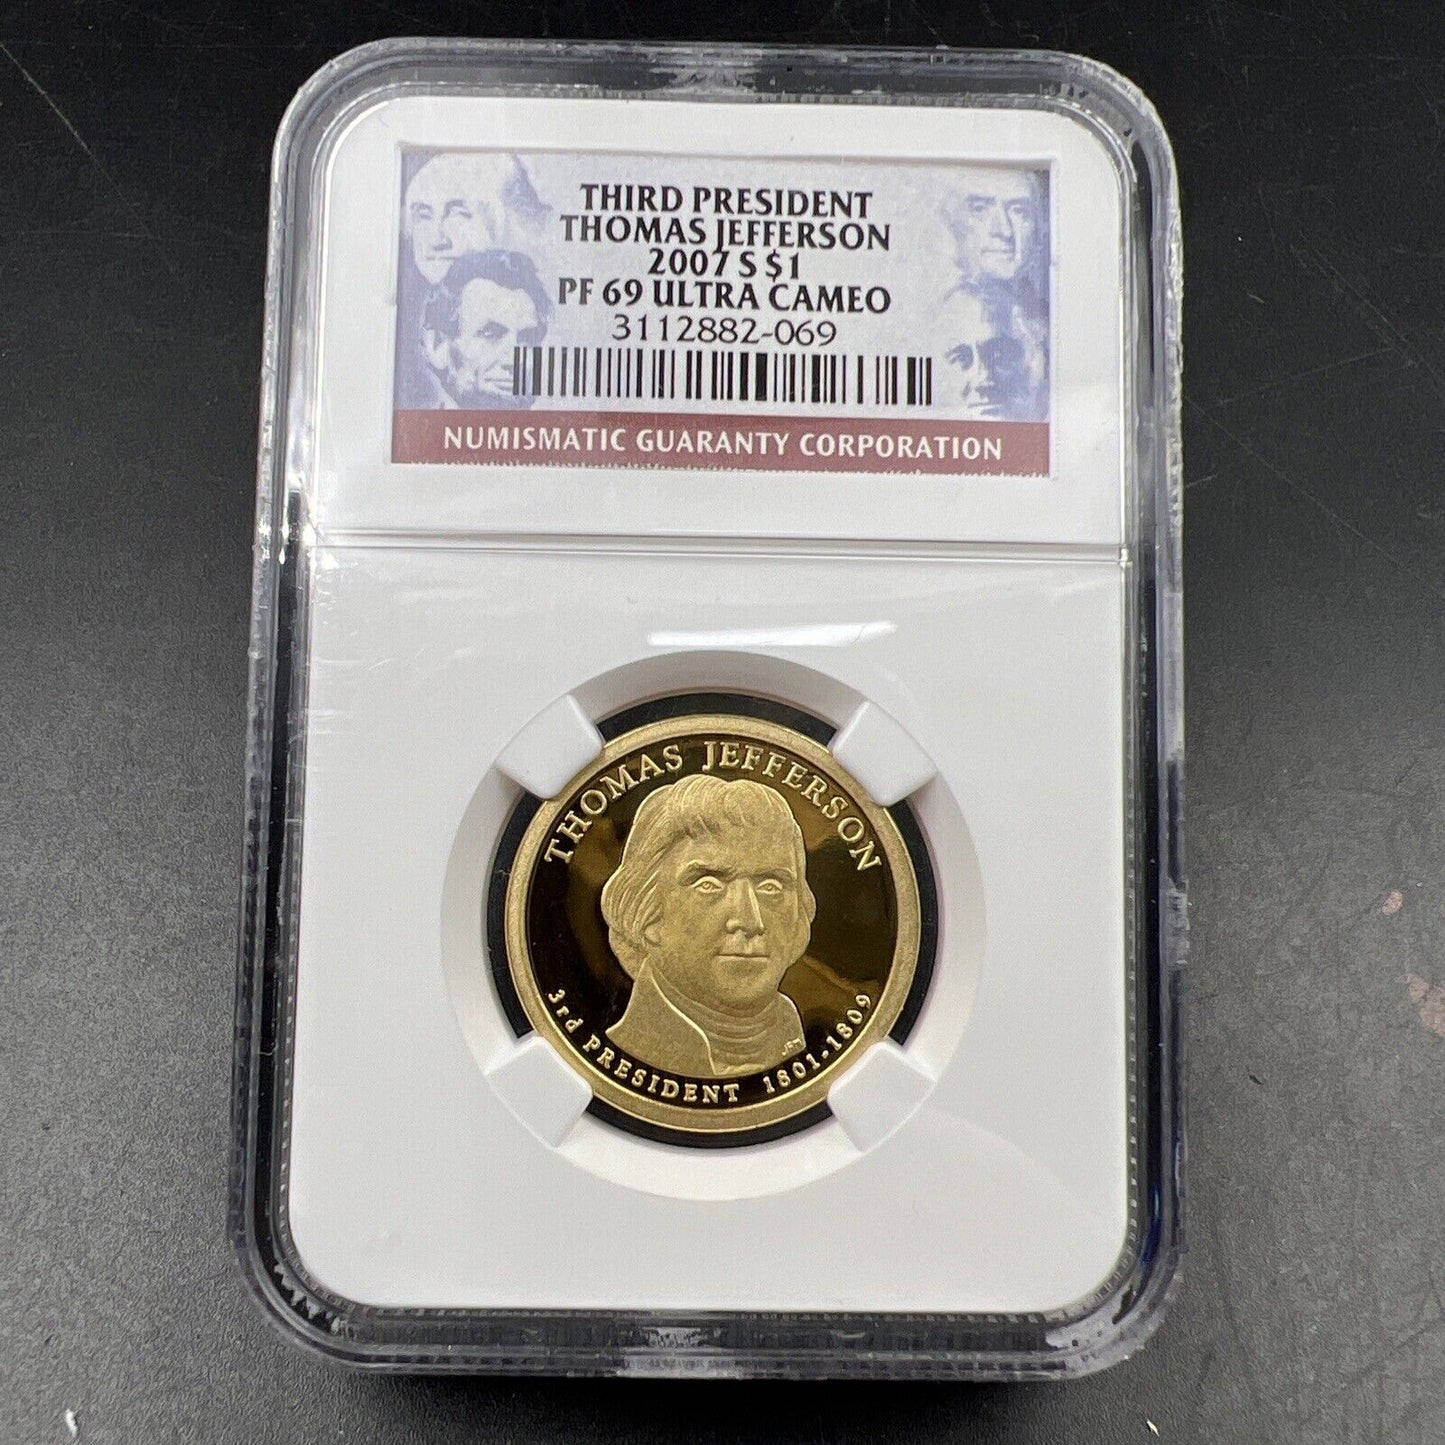 THIRD PRESIDENT
THOMAS JEFFERSON
2007 S $1
PF 69 ULTRA CAMEO
3112882-069
NUMISMATIC GUARANTY CORPORATION
THOMAS JEFFERSON
3rd PRESIDENT 1801-1809
JFM